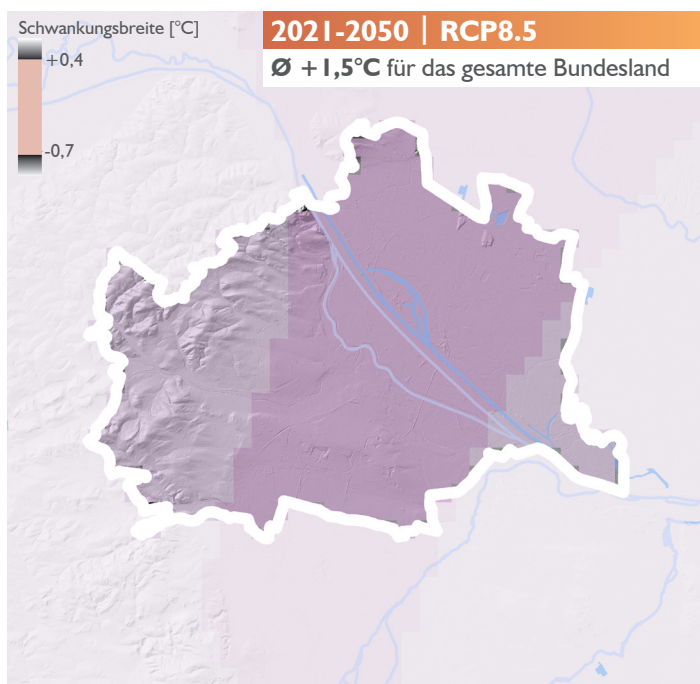 Schwankungsbreite [°C]
+0,4
-0,7
2021-2050 | RCP8.5
Ø +1,5°C für das gesamte Bundesland